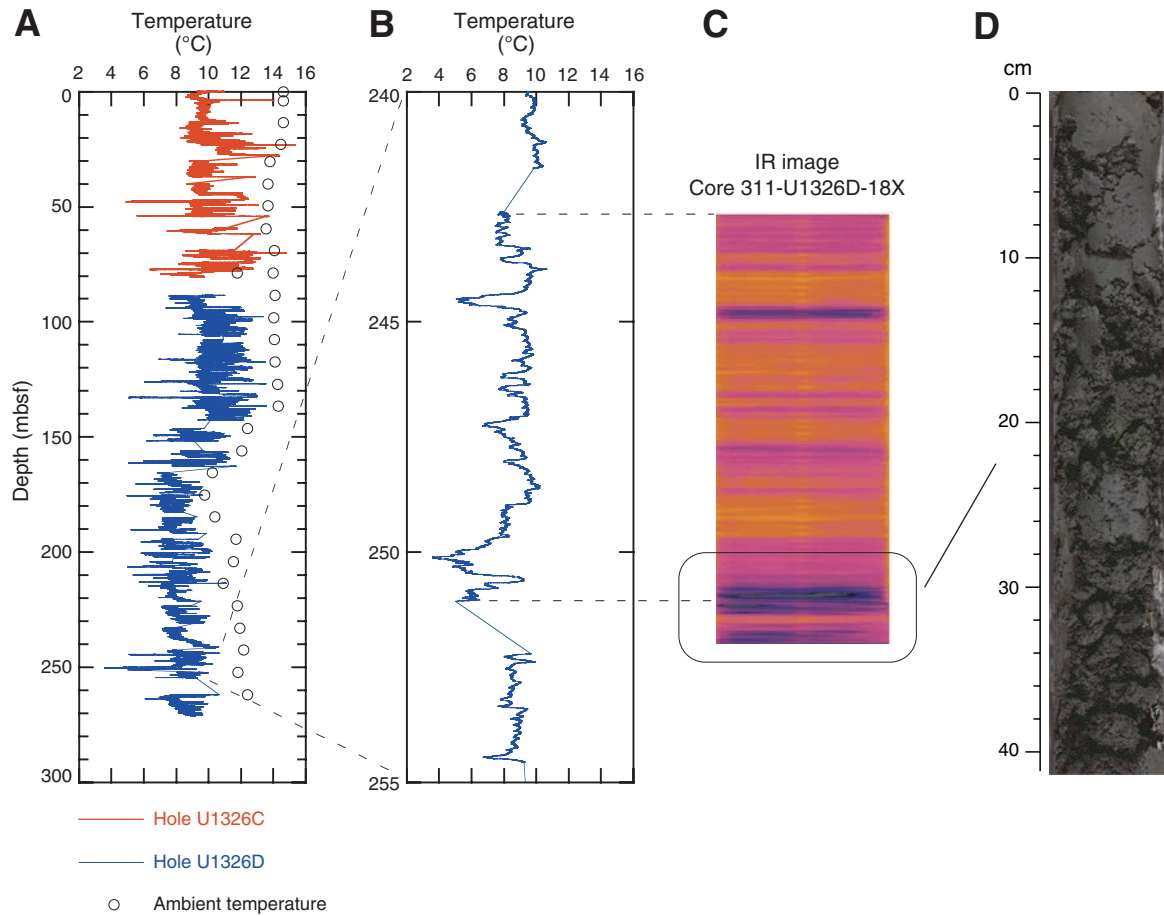 A
Temperature
(°C)
2 4 6 8 10 12 14 16
0
50
100
150
200
250
300
Depth (mbsf)
Hole U1326C
Hole U1326D
Ambient temperature
B
Temperature
(°C)
2 4 6 8 10 12 14 16
240
245
250
255
C
IR image
Core 311-U1326D-18X
D
cm
0
10
20
30
40